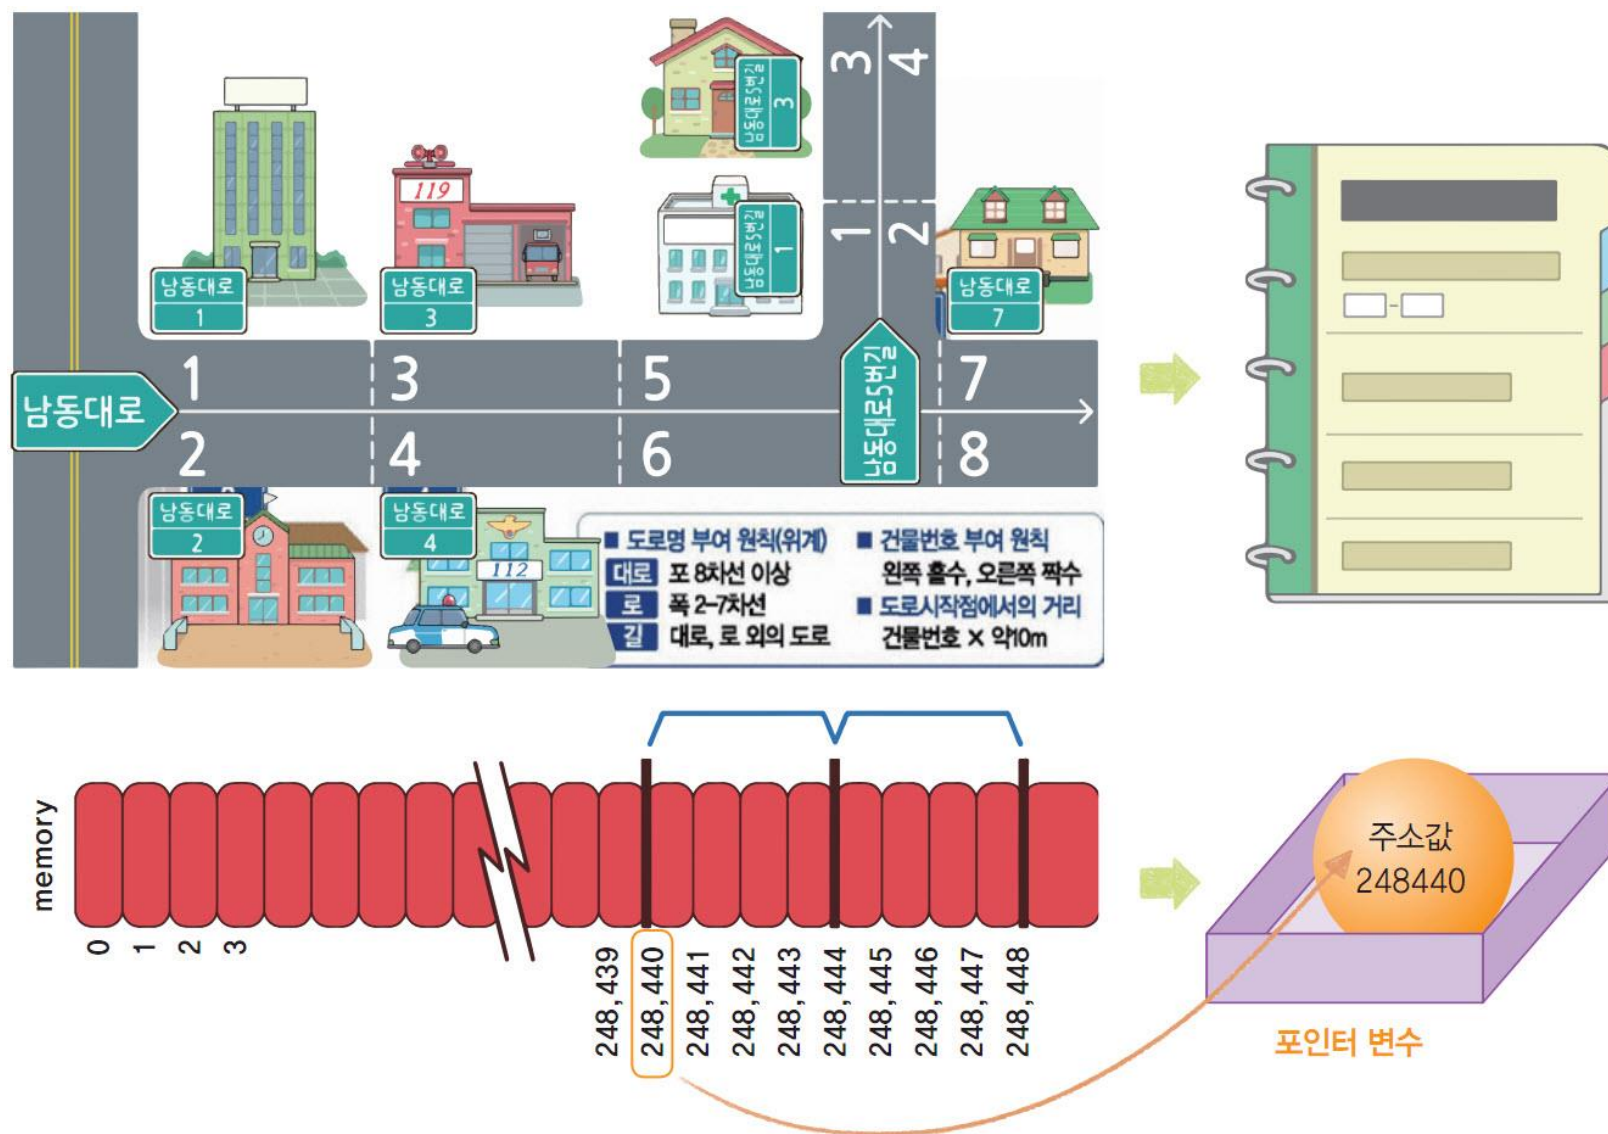 남동대로
1
남동대로
3
남동대로5번길
3
남동대로5번길
1
남동대로
7
3
4
1
2
1
3
5
7
남동대로
남동대로5번길
2
4
6
8
남동대로
2
남동대로
4
119
112
■ 도로명 부여 원칙(위계)
대로 포 8차선 이상
로 폭 2-7차선
길 대로, 로 외의 도로
■ 건물번호 부여 원칙
왼쪽 홀수, 오른쪽 짝수
■ 도로시작점에서의 거리
건물번호 × 약10m
-
memory
0
1
2
3
248,439
248,440
248,441
248,442
248,443
248,444
248,445
248,446
248,447
248,448
주소값
248440
포인터 변수